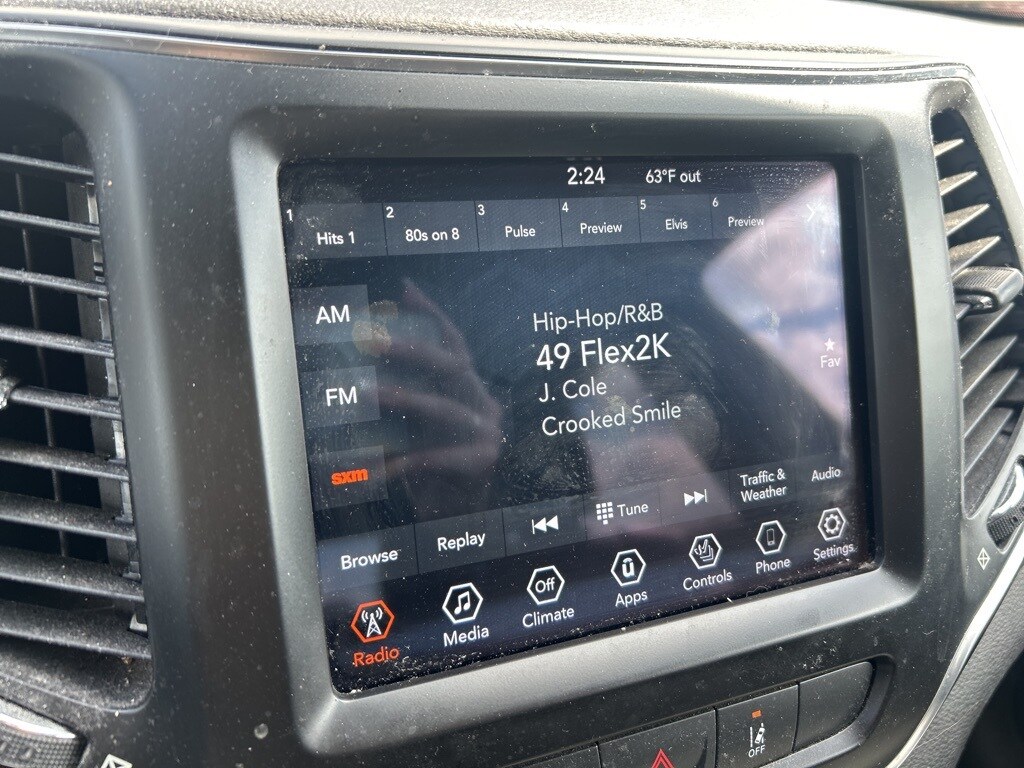 2:24 63°F out
1 Hits 1 2 80s on 8 3 Pulse 4 Preview 5 Elvis 6 Preview
AM
FM
sxm
Hip-Hop/R&B
49 Flex2K
J. Cole
Crooked Smile
Fav
Browse Replay Tune Traffic &
Weather Audio
Radio Media Off Climate Apps Controls Phone Settings
OFF